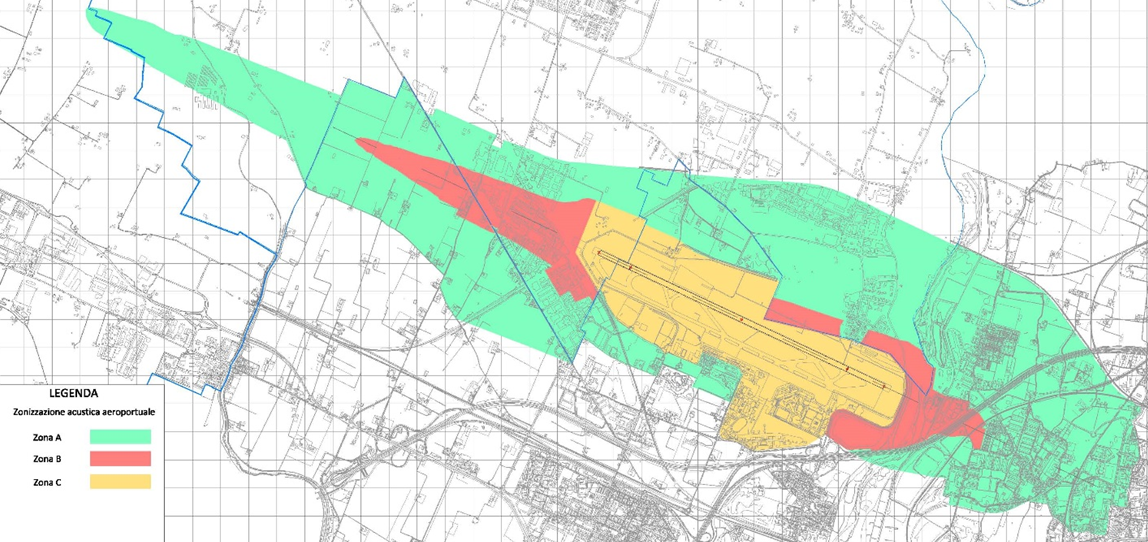 LEGENDA
Zonizzazione acustica aeroportuale
Zona A
Zona B
Zona C